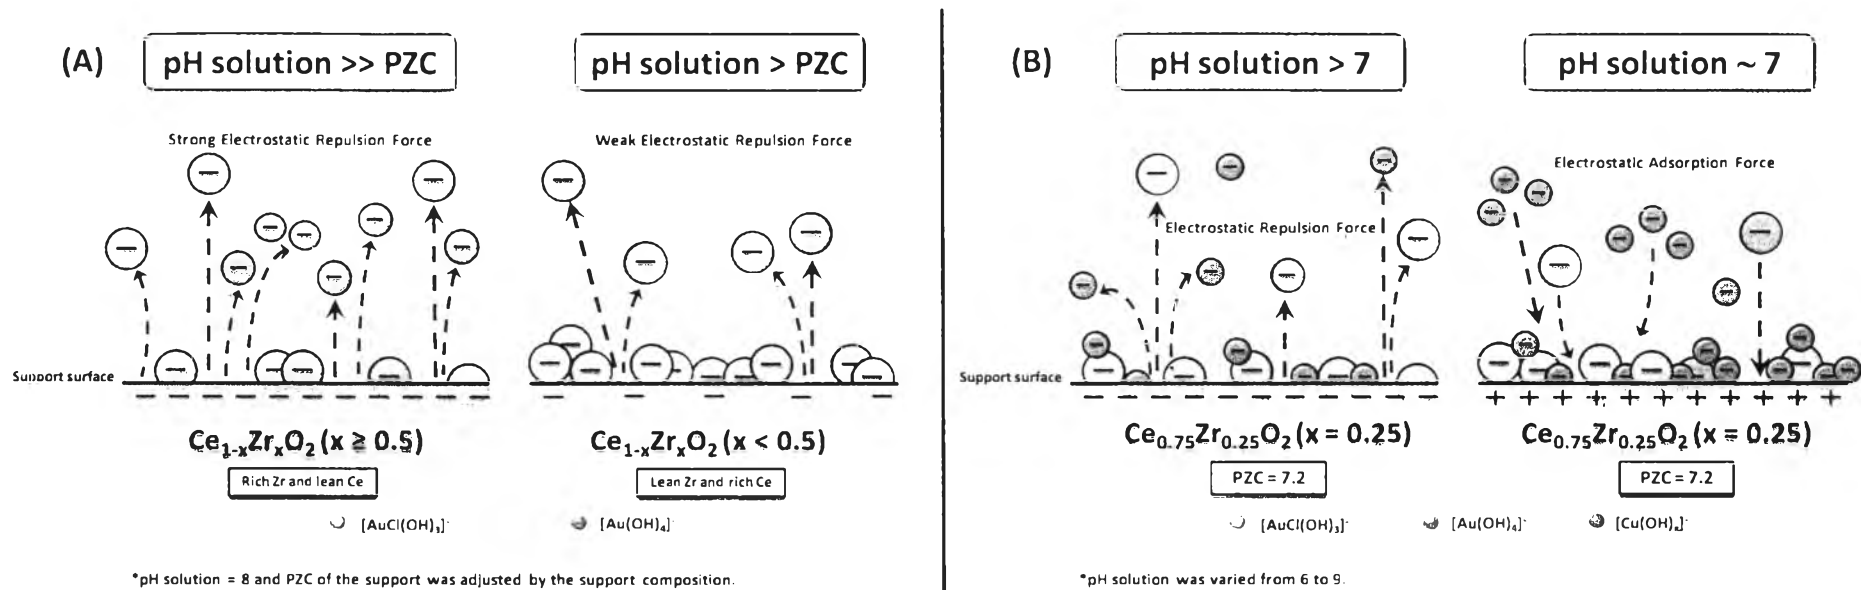 (A)
pH solution >> PZC
pH solution > PZC
Strong Electrostatic Repulsion Force
Weak Electrostatic Repulsion Force
Support surface
Ce1-xZrxO2 (x ≥ 0.5)
Ce1-xZrxO2 (x < 0.5)
Rich Zr and lean Ce
Lean Zr and rich Ce
[AuCl(OH)3]-
[Au(OH)4]-
*pH solution = 8 and PZC of the support was adjusted by the support composition.
(B)
pH solution > 7
pH solution ~ 7
Electrostatic Repulsion Force
Electrostatic Adsorption Force
Support surface
Ce0.75Zr0.25O2 (x = 0.25)
Ce0.75Zr0.25O2 (x = 0.25)
PZC = 7.2
PZC = 7.2
[AuCl(OH)3]-
[Au(OH)4]-
[Cu(OH)n]-
*pH solution was varied from 6 to 9.